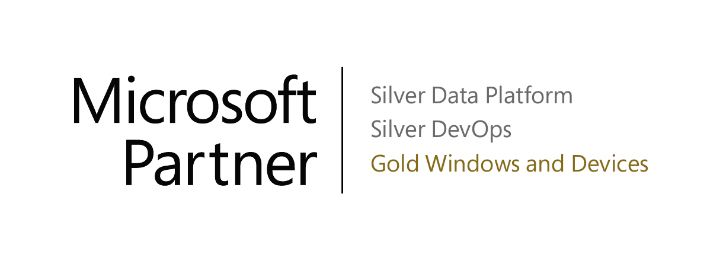 Microsoft
Partner
Silver Data Platform
Silver DevOps
Gold Windows and Devices